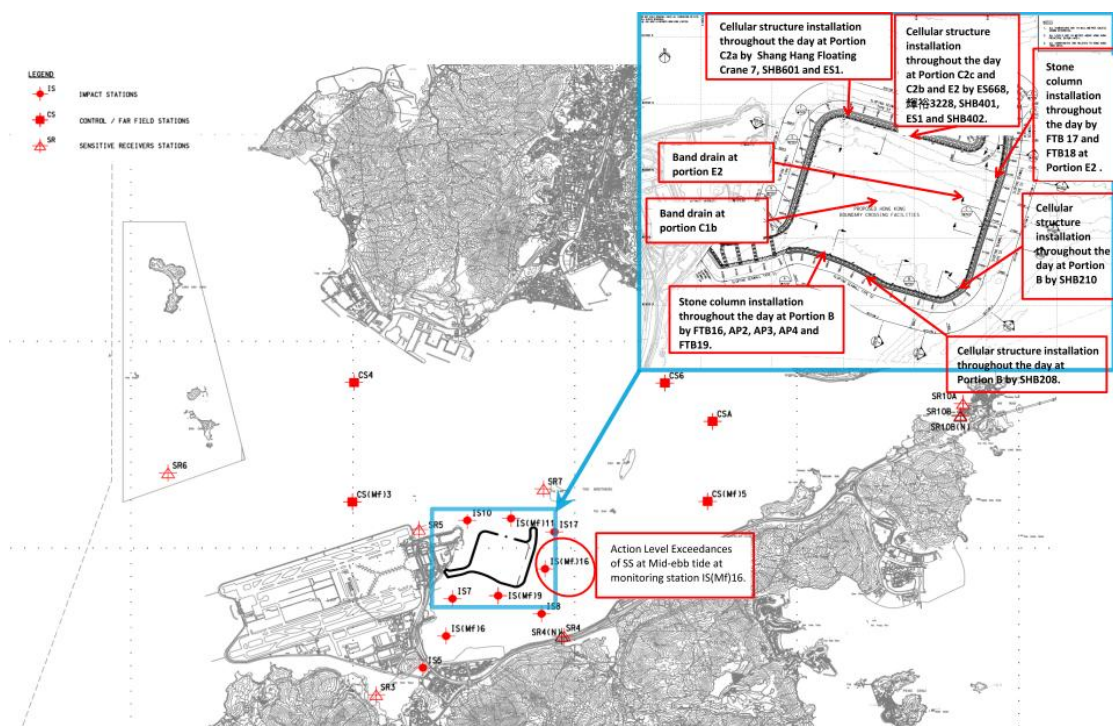 LEGEND
IS
IMPACT STATIONS
CS
CONTROL / FAR FIELD STATIONS
SR
SENSITIVE RECEIVERS STATIONS
Cellular structure installation
throughout the day at Portion
C2a by Shang Hang Floating
Crane 7, SHB601 and ES1.
Cellular structure
installation
throughout the day
at Portion C2c and
C2b and E2 by ES668,
輝裕3228, SHB401,
ES1 and SHB402.
Stone
column
installation
throughout
the day by
FTB 17 and
FTB18 at
Portion E2 .
Band drain at
portion E2
Band drain at
portion C1b
PROPOSED HONG KONG
BOUNDARY CROSSING FACILITIES
Cellular
structure
installation
throughout the
day at Portion
B by SHB210
Stone column installation
throughout the day at Portion B
by FTB16, AP2, AP3, AP4 and
FTB19.
Cellular structure installation
throughout the day at
Portion B by SHB208.
CS4
CS6
CSA
SR10A
SR10B
SR10B(N)
SR6
CS(Mf)3
SR7
CS(Mf)5
SR5
IS10
IS(Mf)11
IS17
IS(Mf)16
Action Level Exceedances
of SS at Mid-ebb tide at
monitoring station IS(Mf)16.
IS7
IS(Mf)9
IS8
IS(Mf)6
SR4(N)
SR4
IS5
SR3